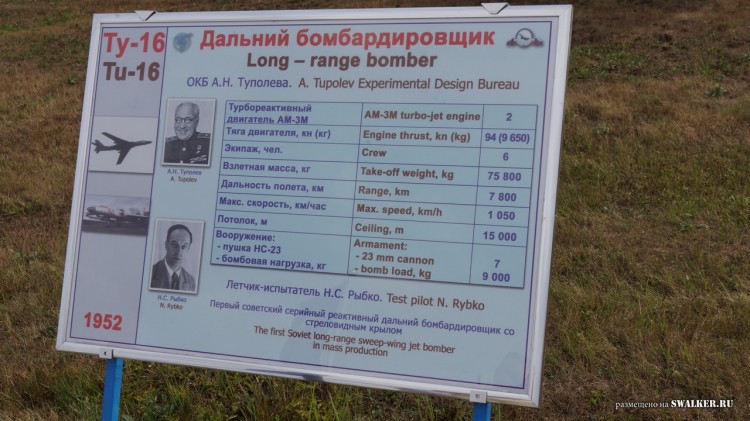 Ту-16
Tu-16
Дальний бомбардировщик
Long – range bomber
ОКБ А.Н. Туполева. A. Tupolev Experimental Design Bureau
А.Н. Туполев
A. Tupolev
Н.С. Рыбко
N. Rybko
1952
Турбореактивный
двигатель АМ-3М
AM-3M turbo-jet engine
2
Тяга двигателя, кн (кг)
Engine thrust, kn (kg)
94 (9 650)
Экипаж, чел.
Crew
6
Взлетная масса, кг
Take-off weight, kg
75 800
Дальность полета, км
Range, km
7 800
Макс. скорость, км/час
Max. speed, km/h
1 050
Потолок, м
Ceiling, m
15 000
Вооружение:
- пушка НС-23
- бомбовая нагрузка, кг
Armament:
- 23 mm cannon
- bomb load, kg
7
9 000
Летчик-испытатель Н.С. Рыбко. Test pilot N. Rybko
Первый советский серийный реактивный дальний бомбардировщик со
стреловидным крылом
The first Soviet long-range sweep-wing jet bomber
in mass production
размещено на SWALKER.RU